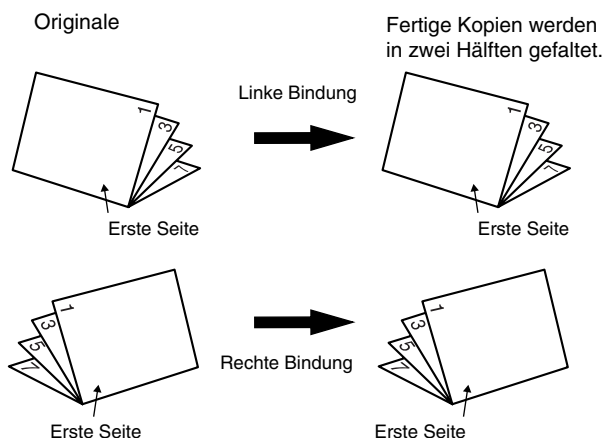 Originale
Fertige Kopien werden
in zwei Hälften gefaltet.
Linke Bindung
1
3
5
7
Erste Seite
1
3
5
7
Erste Seite
Rechte Bindung
1
3
5
7
Erste Seite
1
3
5
7
Erste Seite